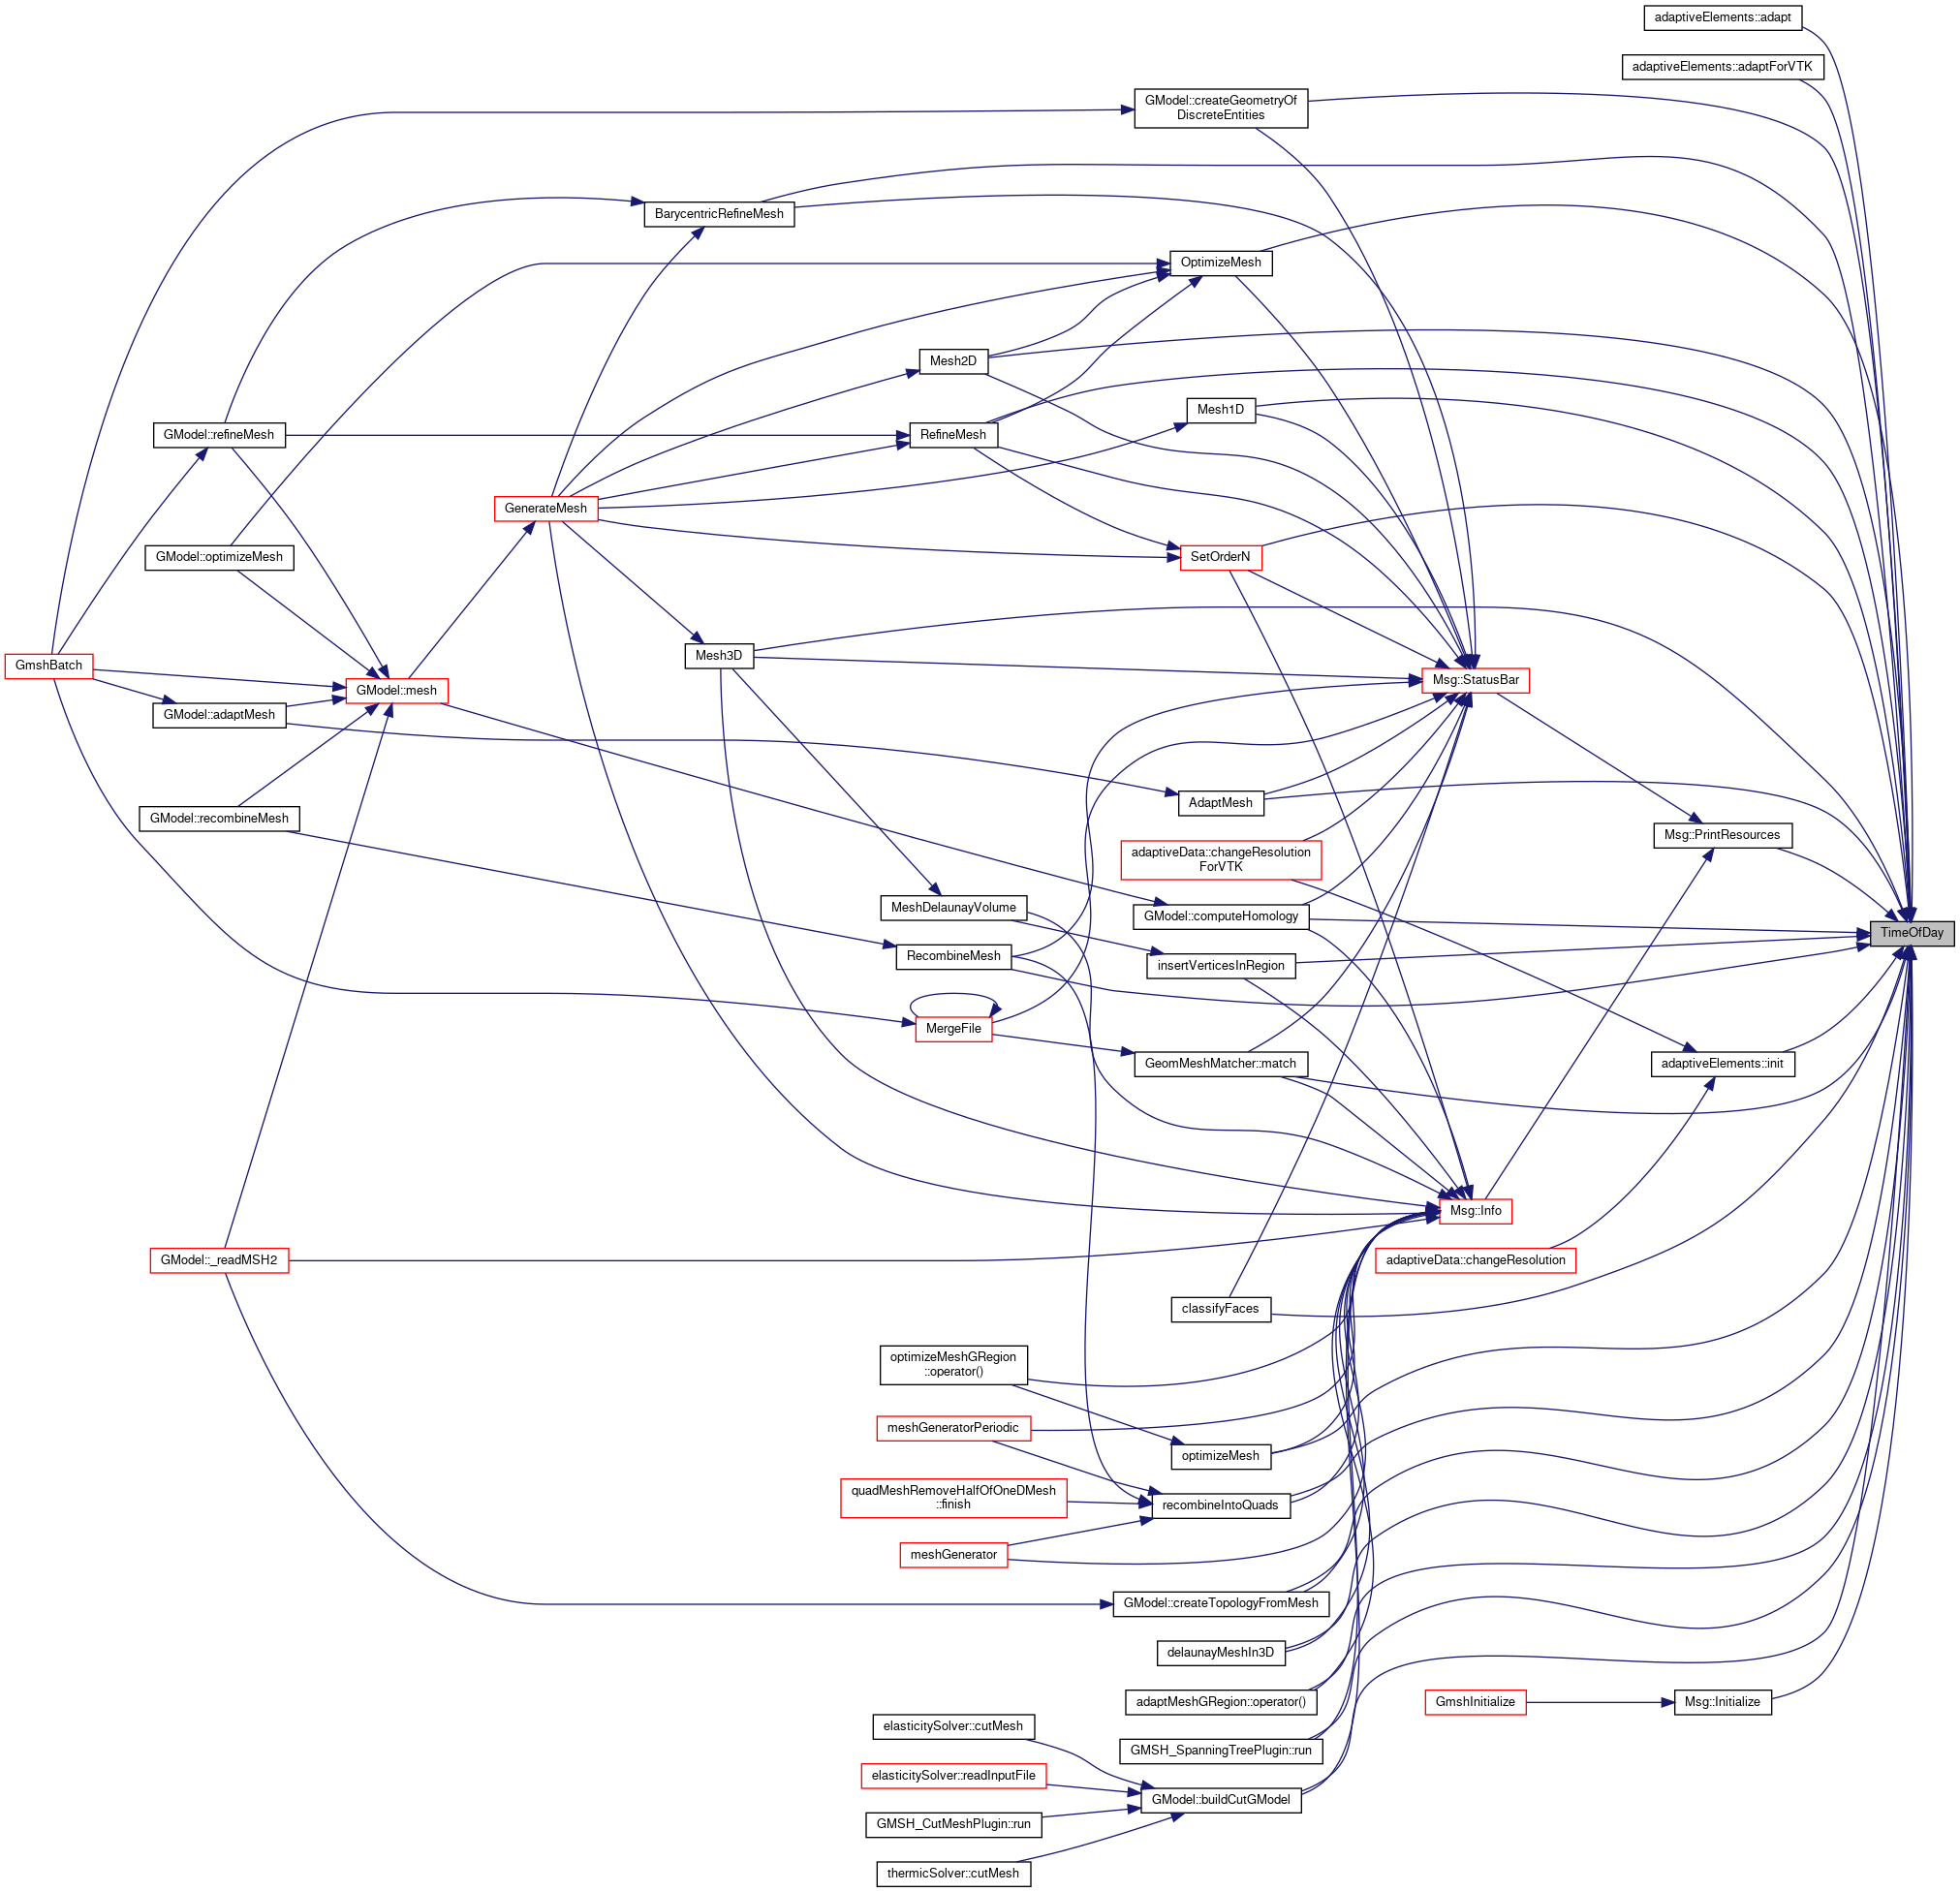 adaptiveElements::adapt
adaptiveElements::adaptForVTK
GModel::createGeometryOf
DiscreteEntities
BarycentricRefineMesh
OptimizeMesh
Mesh2D
Mesh1D
GModel::refineMesh
RefineMesh
GenerateMesh
GModel::optimizeMesh
SetOrderN
Mesh3D
GmshBatch
GModel::mesh
Msg::StatusBar
GModel::adaptMesh
AdaptMesh
GModel::recombineMesh
Msg::PrintResources
adaptiveData::changeResolution
ForVTK
MeshDelaunayVolume
GModel::computeHomology
TimeOfDay
RecombineMesh
insertVerticesInRegion
MergeFile
GeomMeshMatcher::match
adaptiveElements::init
Msg::Info
GModel::_readMSH2
adaptiveData::changeResolution
classifyFaces
optimizeMeshGRegion
::operator()
meshGeneratorPeriodic
optimizeMesh
quadMeshRemoveHalfOfOneDMesh
::finish
recombineIntoQuads
meshGenerator
GModel::createTopologyFromMesh
delaunayMeshIn3D
adaptMeshGRegion::operator()
GmshInitialize
Msg::Initialize
elasticitySolver::cutMesh
GMSH_SpanningTreePlugin::run
elasticitySolver::readInputFile
GModel::buildCutGModel
GMSH_CutMeshPlugin::run
thermicSolver::cutMesh